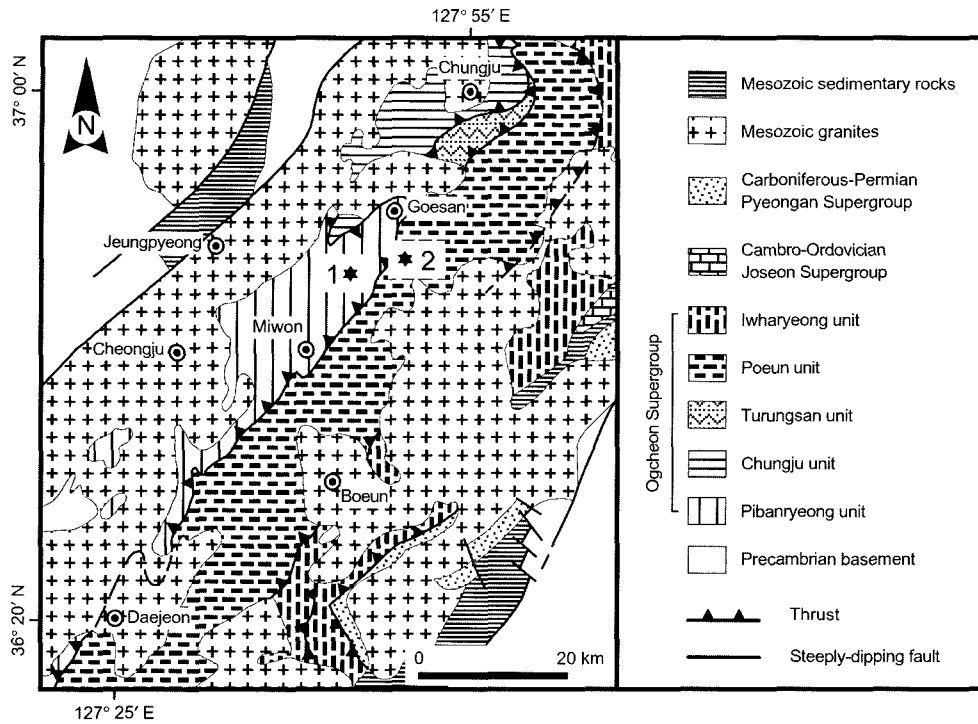 127° 55′ E
37° 00′ N
N
Chungju
Goesan
Jeungpyeong
1
2
Miwon
Cheongju
Boeun
Daejeon
36° 20′ N
0
20 km
127° 25′ E
Mesozoic sedimentary rocks
Mesozoic granites
Carboniferous-Permian
Pyeongan Supergroup
Cambro-Ordovician
Joseon Supergroup
Ogcheon Supergroup
Iwharyeong unit
Poeun unit
Turungsan unit
Chungju unit
Pibanryeong unit
Precambrian basement
Thrust
Steeply-dipping fault